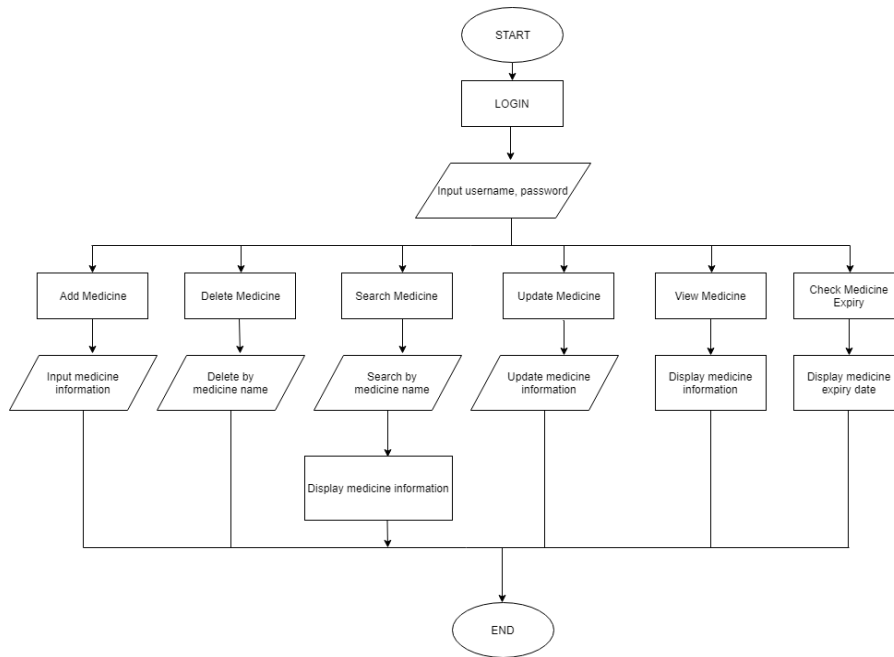 START
LOGIN
Input username, password
Add Medicine
Delete Medicine
Search Medicine
Update Medicine
View Medicine
Check Medicine
Expiry
Input medicine
information
Delete by
medicine name
Search by
medicine name
Update medicine
information
Display medicine
information
Display medicine
expiry date
Display medicine information
END